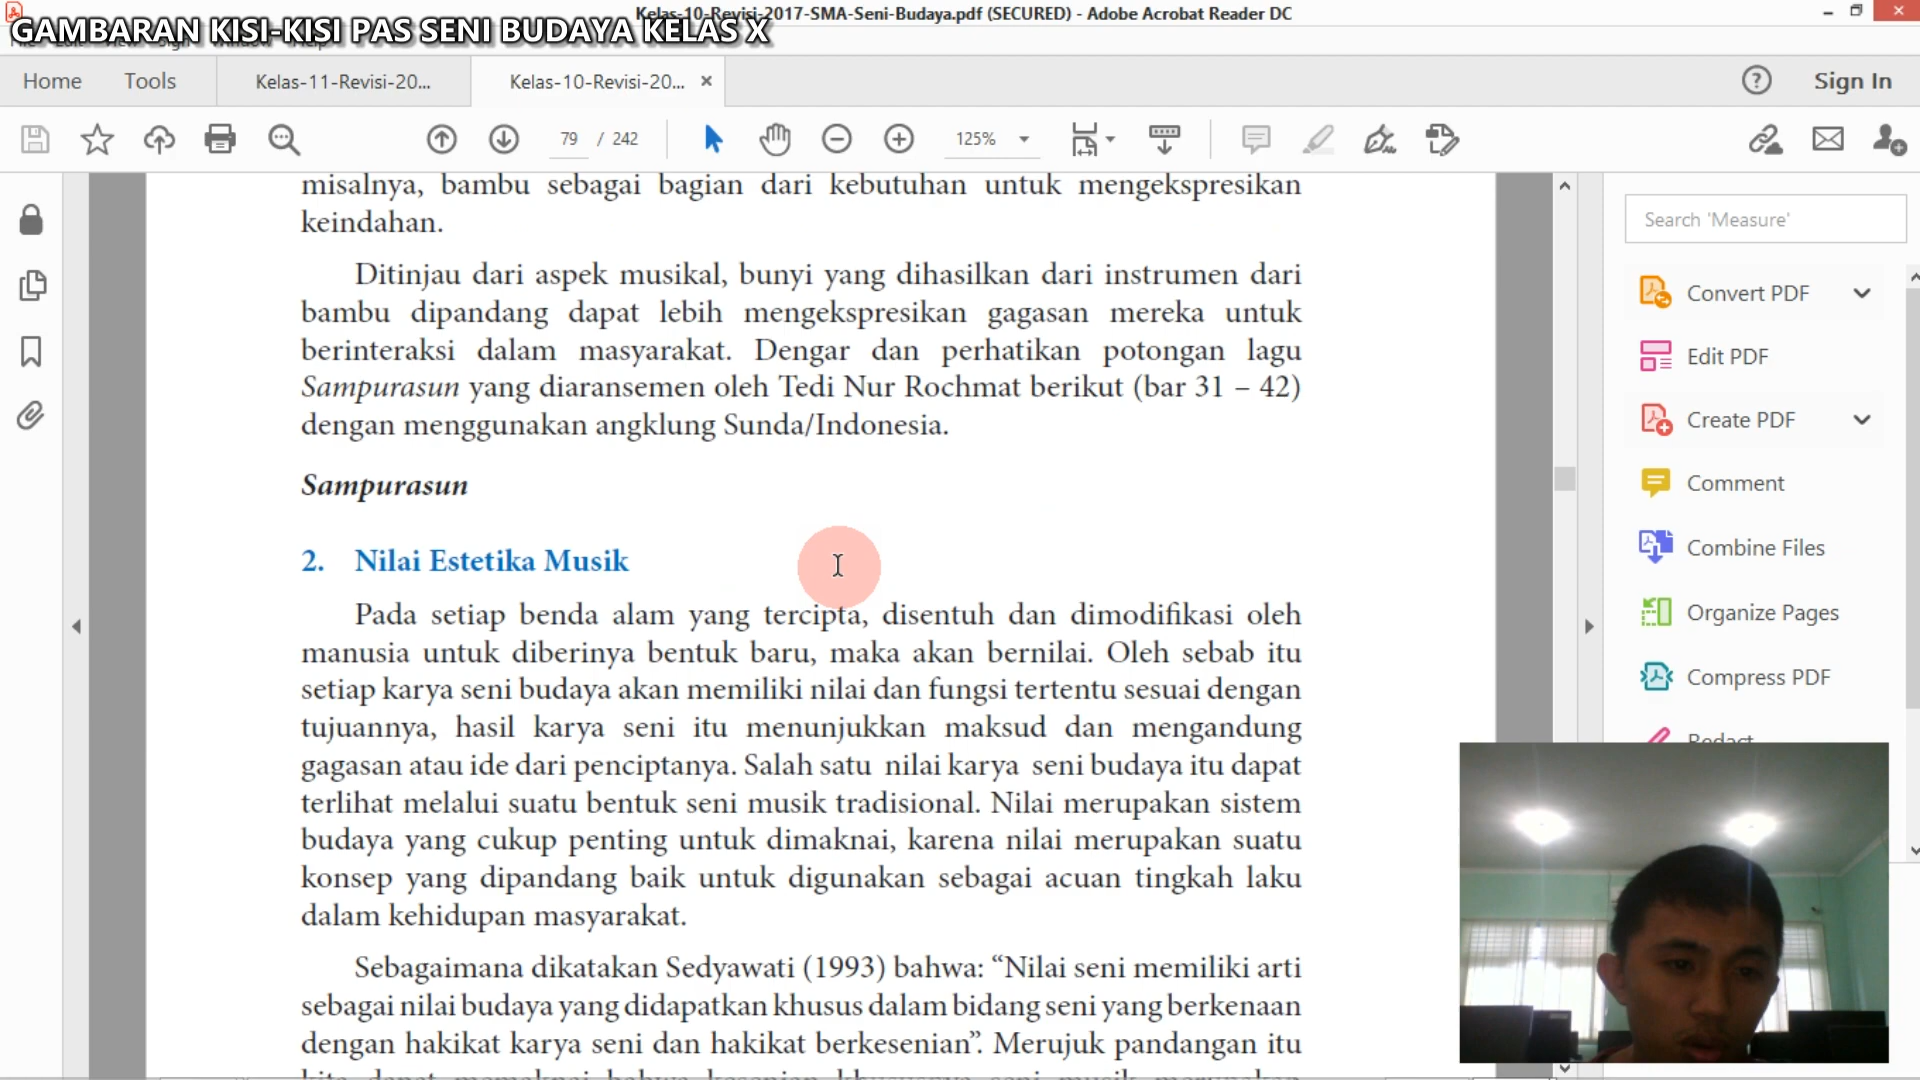 Kelas-10-Revisi-2017-SMA-Seni-Budaya.pdf (SECURED) - Adobe Acrobat Reader DC
GAMBARAN KISI-KISI PAS SENI BUDAYA KELAS X
Home Tools Kelas-11-Revisi-20... Kelas-10-Revisi-20... Sign In
79 / 242 125%
misalnya, bambu sebagai bagian dari kebutuhan untuk mengekspresikan
keindahan.
Ditinjau dari aspek musikal, bunyi yang dihasilkan dari instrumen dari
bambu dipandang dapat lebih mengekspresikan gagasan mereka untuk
berinteraksi dalam masyarakat. Dengar dan perhatikan potongan lagu
Sampurasun yang diaransemen oleh Tedi Nur Rochmat berikut (bar 31 – 42)
dengan menggunakan angklung Sunda/Indonesia.
Sampurasun
2. Nilai Estetika Musik
Pada setiap benda alam yang tercipta, disentuh dan dimodifikasi oleh
manusia untuk diberinya bentuk baru, maka akan bernilai. Oleh sebab itu
setiap karya seni budaya akan memiliki nilai dan fungsi tertentu sesuai dengan
tujuannya, hasil karya seni itu menunjukkan maksud dan mengandung
gagasan atau ide dari penciptanya. Salah satu nilai karya seni budaya itu dapat
terlihat melalui suatu bentuk seni musik tradisional. Nilai merupakan sistem
budaya yang cukup penting untuk dimaknai, karena nilai merupakan suatu
konsep yang dipandang baik untuk digunakan sebagai acuan tingkah laku
dalam kehidupan masyarakat.
Sebagaimana dikatakan Sedyawati (1993) bahwa: “Nilai seni memiliki arti
sebagai nilai budaya yang didapatkan khusus dalam bidang seni yang berkenaan
dengan hakikat karya seni dan hakikat berkesenian”. Merujuk pandangan itu
Search 'Measure'
Convert PDF
Edit PDF
Create PDF
Comment
Combine Files
Organize Pages
Compress PDF
Redact